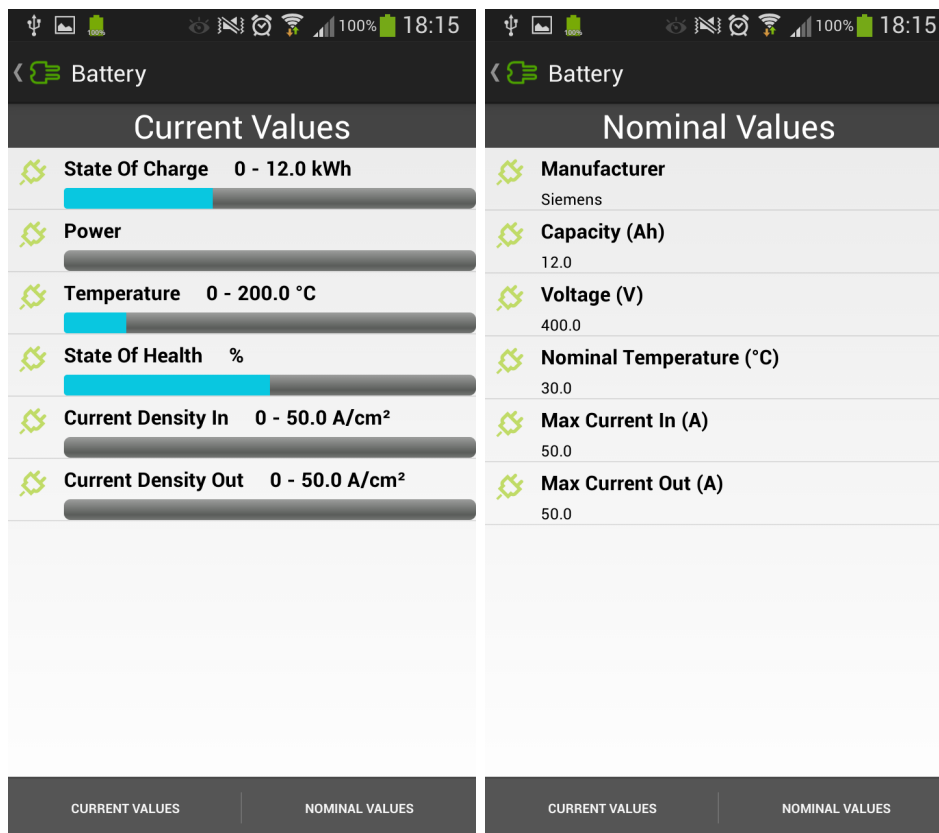 100% 18:15
100%
Battery
Current Values
State Of Charge 0 - 12.0 kWh
Power
Temperature 0 - 200.0 °C
State Of Health %
Current Density In 0 - 50.0 A/cm²
Current Density Out 0 - 50.0 A/cm²
CURRENT VALUES NOMINAL VALUES
100% 18:15
100%
Battery
Nominal Values
Manufacturer
Siemens
Capacity (Ah)
12.0
Voltage (V)
400.0
Nominal Temperature (°C)
30.0
Max Current In (A)
50.0
Max Current Out (A)
50.0
CURRENT VALUES NOMINAL VALUES